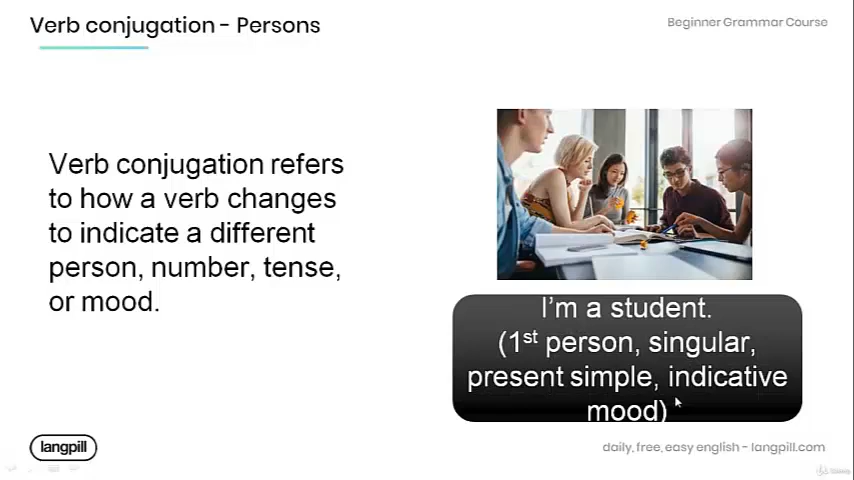 Verb conjugation - Persons
Beginner Grammar Course
Verb conjugation refers
to how a verb changes
to indicate a different
person, number, tense,
or mood.
I'm a student.
(1st person, singular,
present simple, indicative
mood)
langpill
daily, free, easy english - langpill.com
Udemy